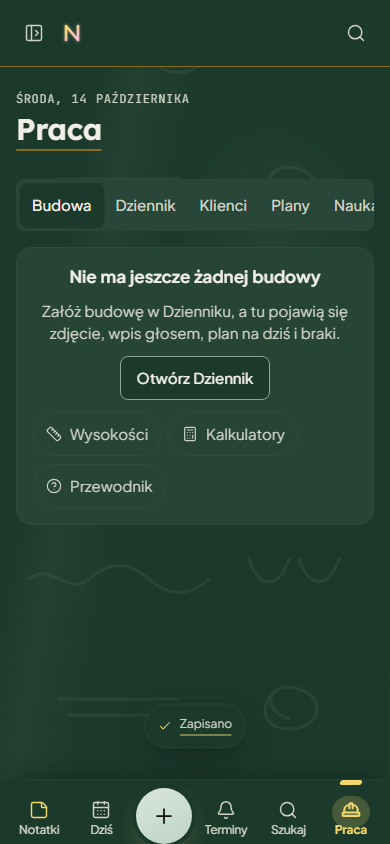 N
ŚRODA, 14 PAŹDZIERNIKA
Praca
Budowa Dziennik Klienci Plany Nauka
Nie ma jeszcze żadnej budowy
Załóż budowę w Dzienniku, a tu pojawią się
zdjęcie, wpis głosem, plan na dziś i braki.
Otwórz Dziennik
Wysokości Kalkulatory
Przewodnik
Zapisano
Notatki Dziś Terminy Szukaj Praca